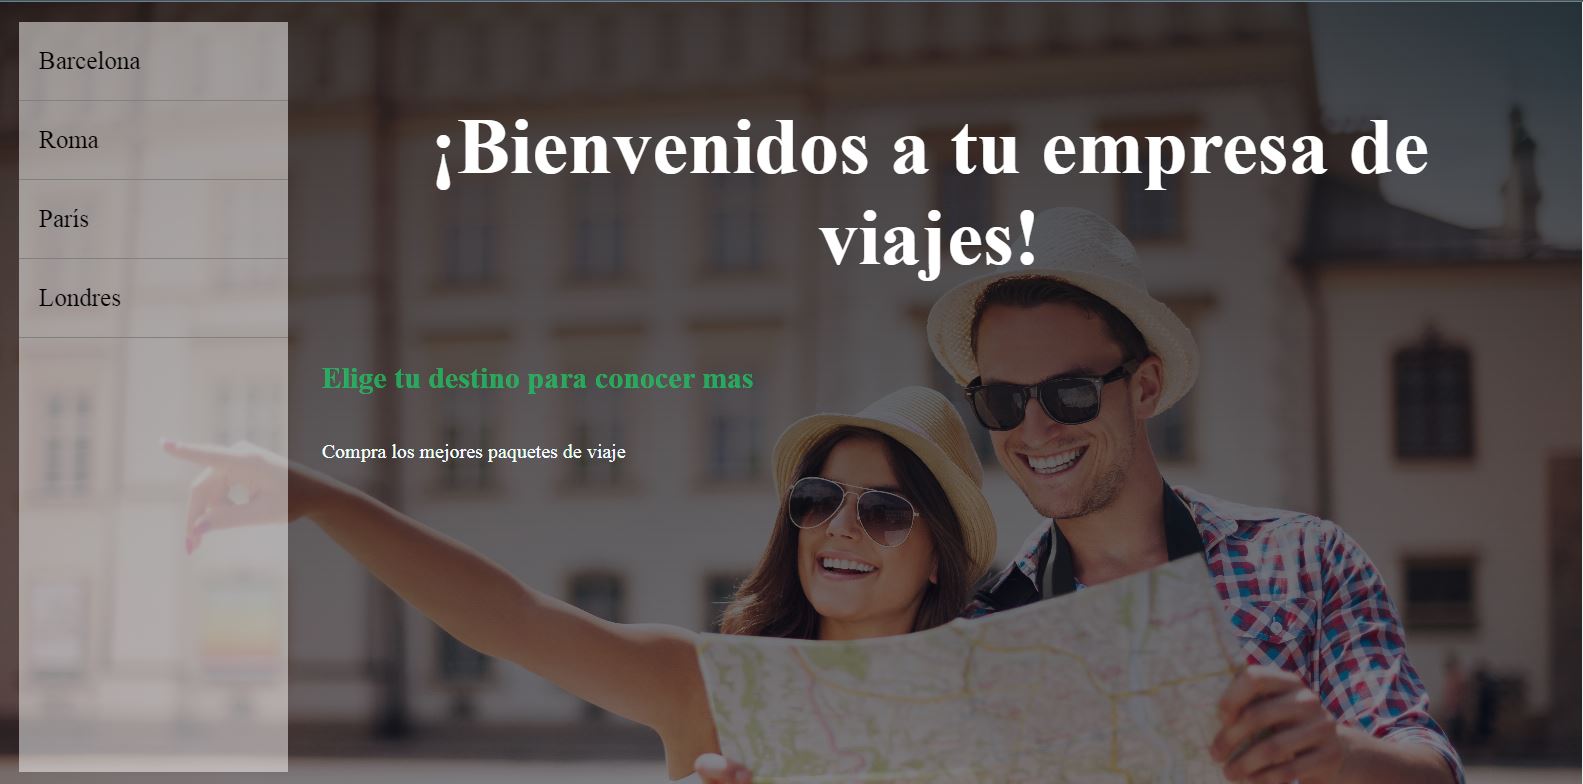 Barcelona
Roma
París
Londres
¡Bienvenidos a tu empresa de
viajes!
Elige tu destino para conocer mas
Compra los mejores paquetes de viaje